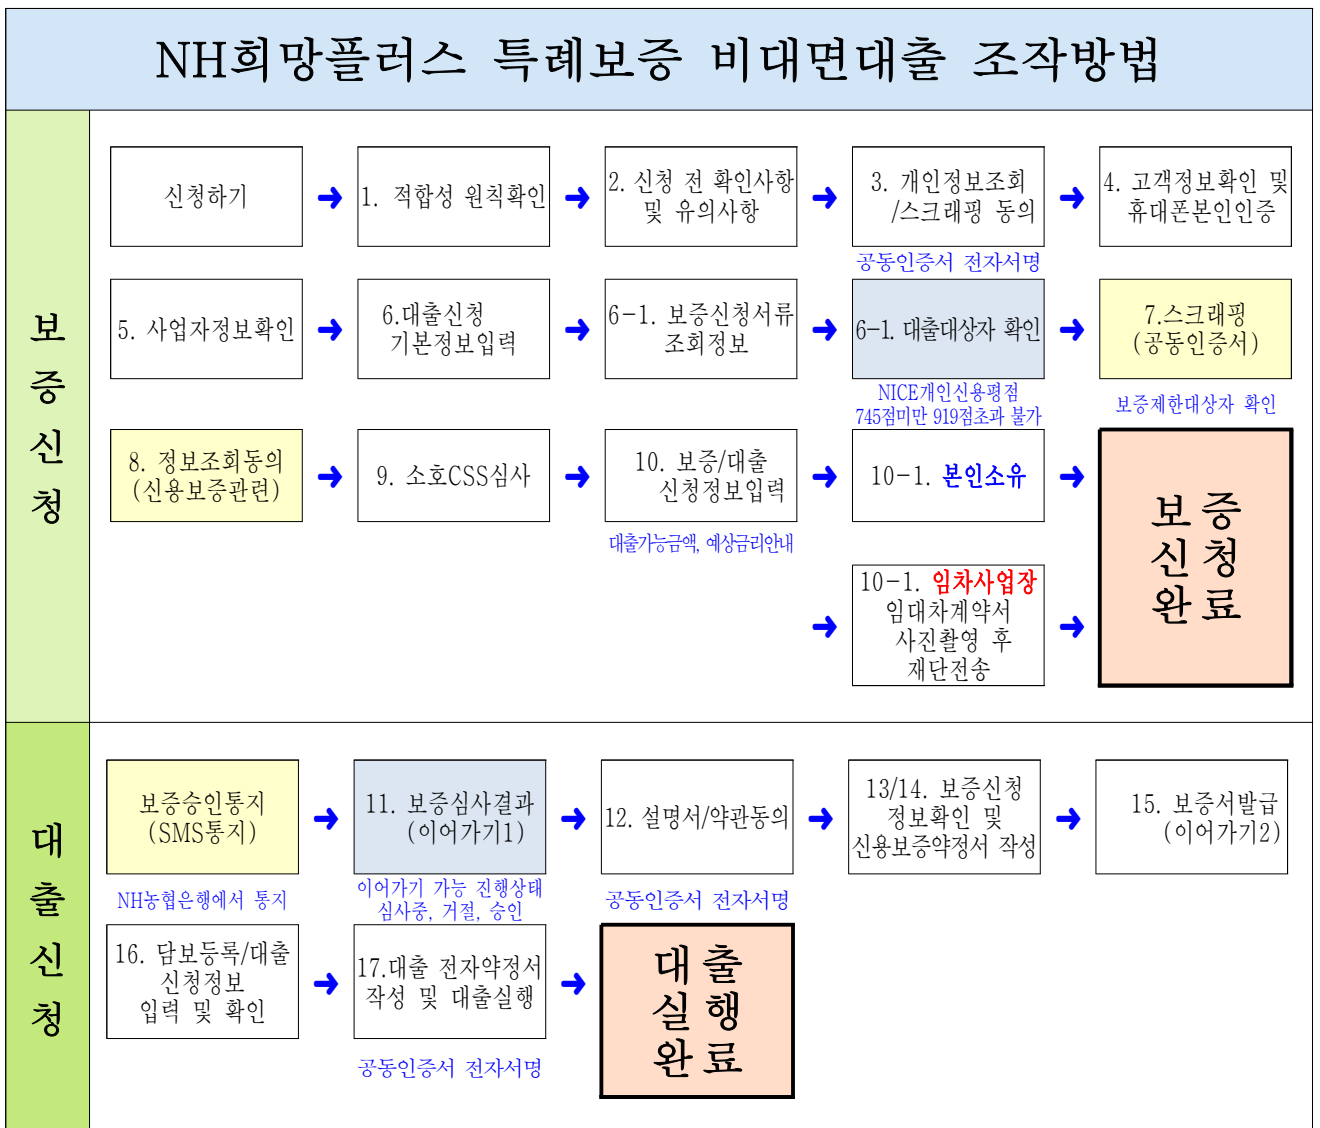 NH희망플러스 특례보증 비대면대출 조작방법
보증신청
신청하기
1. 적합성 원칙확인
2. 신청 전 확인사항
및 유의사항
3. 개인정보조회
/스크래핑 동의
공동인증서 전자서명
4. 고객정보확인 및
휴대폰본인인증
5. 사업자정보확인
6.대출신청
기본정보입력
6-1. 보증신청서류
조회정보
6-1. 대출대상자 확인
NICE개인신용평점
745점미만 919점초과 불가
7.스크래핑
(공동인증서)
보증제한대상자 확인
8. 정보조회동의
(신용보증관련)
9. 소호CSS심사
10. 보증/대출
신청정보입력
대출가능금액, 예상금리안내
10-1. 본인소유
10-1. 임차사업장
임대차계약서
사진촬영 후
재단전송
보증
신청
완료
대출신청
보증승인통지
(SMS통지)
NH농협은행에서 통지
11. 보증심사결과
(이어가기1)
이어가기 가능 진행상태
심사중, 거절, 승인
12. 설명서/약관동의
공동인증서 전자서명
13/14. 보증신청
정보확인 및
신용보증약정서 작성
15. 보증서발급
(이어가기2)
16. 담보등록/대출
신청정보
입력 및 확인
17.대출 전자약정서
작성 및 대출실행
공동인증서 전자서명
대출
실행
완료